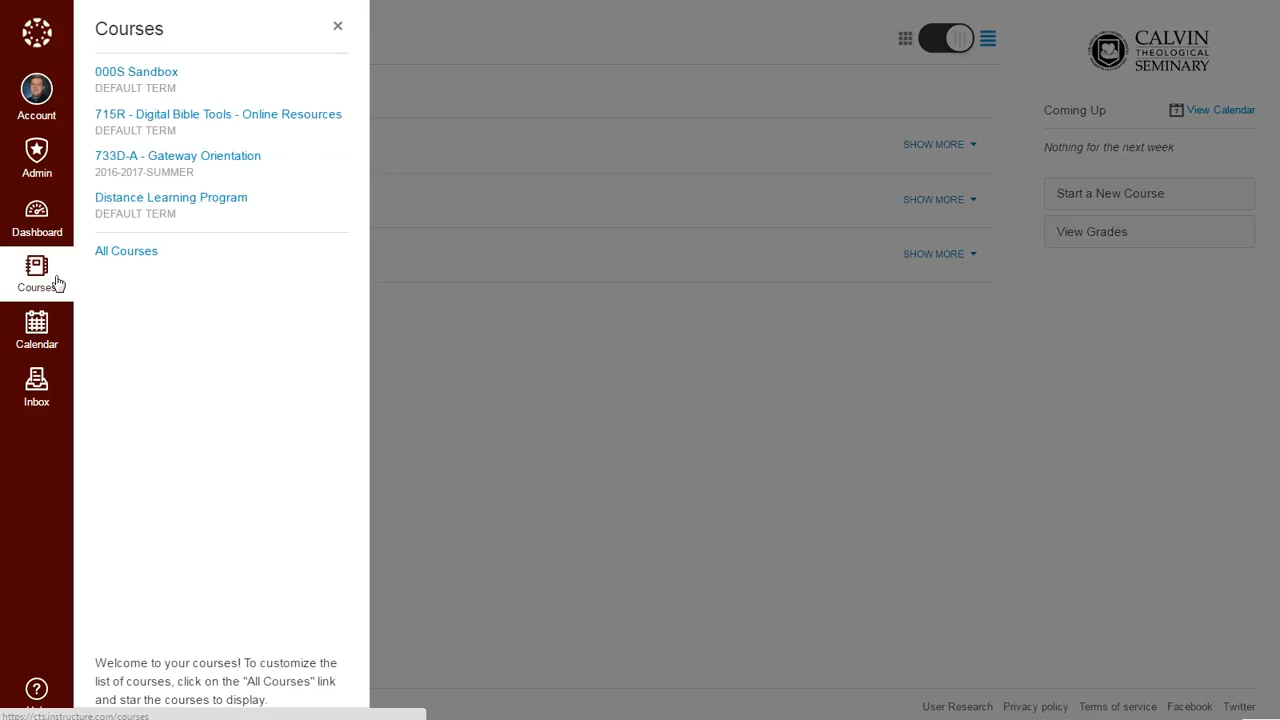 Account
Admin
Dashboard
Courses
Calendar
Inbox
Courses
×
000S Sandbox
DEFAULT TERM
715R - Digital Bible Tools - Online Resources
DEFAULT TERM
733D-A - Gateway Orientation
2016-2017-SUMMER
Distance Learning Program
DEFAULT TERM
All Courses
Welcome to your courses! To customize the
list of courses, click on the "All Courses" link
and star the courses to display.
https://cts.instructure.com/courses
SHOW MORE
SHOW MORE
SHOW MORE
CALVIN
THEOLOGICAL
SEMINARY
Coming Up
View Calendar
Nothing for the next week
Start a New Course
View Grades
User Research Privacy policy Terms of service Facebook Twitter